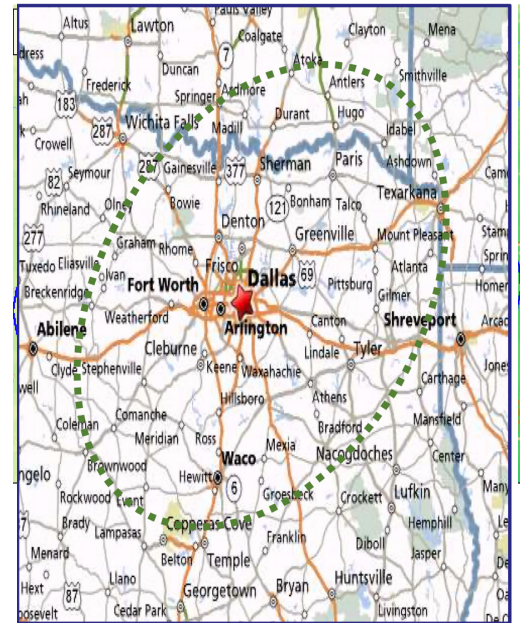 Pauls Valley
Altus
Lawton
Coalgate
Clayton
Mena
7
Atoka
dress
Duncan
Smithville
Frederick
Springer
Ardmore
Antlers
183
Durant
Hugo
287
Wichita Falls
Madill
Idabel
Crowell
Seymour
287
Gainesville
377
Sherman
Paris
Ashdown
82
Texarkana
Rhineland
Olney
Bowie
121
Bonham
Talco
277
Denton
Graham
Rhome
Greenville
Mount Pleasant
Tuxedo
Eliasville
Frisco
Dallas
69
Atlanta
Ivan
Fort Worth
Pittsburg
Gilmer
Breckenridge
Weatherford
Arlington
Canton
Shreveport
Abilene
Cleburne
Lindale
Tyler
Clyde
Stephenville
Keene
Waxahachie
Carthage
Hillsboro
Athens
Comanche
Bradford
Mansfield
Coleman
Meridian
Ross
Mexia
Nacogdoches
Center
Brownwood
Waco
Hewitt
6
Groesbeck
Lufkin
Rockwood
Evant
Crockett
Brady
Copperas Cove
Hemphill
Lampasas
Franklin
Diboll
Menard
Belton
Temple
Jasper
Llano
Huntsville
Hext
87
Georgetown
Bryan
Cedar Park
Livingston